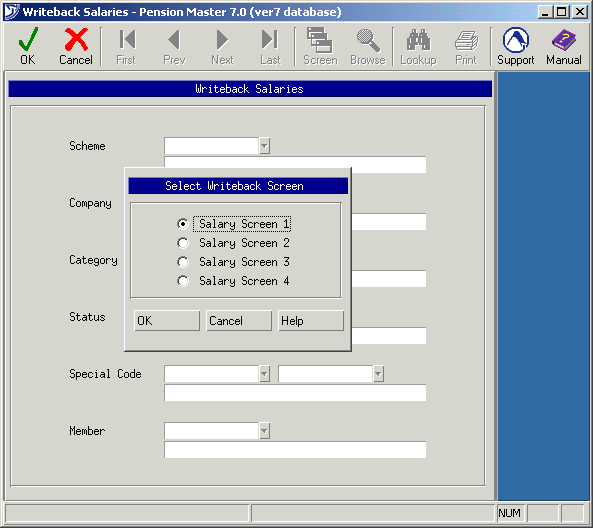 Writeback Salaries - Pension Master 7.0 (ver7 database)
OK Cancel First Prev Next Last Screen Browse Lookup Print Support Manual
Writeback Salaries
Scheme
Select Writeback Screen
Company
Salary Screen 1
Salary Screen 2
Category
Salary Screen 3
Salary Screen 4
Status
OK Cancel Help
Special Code
Member
NUM